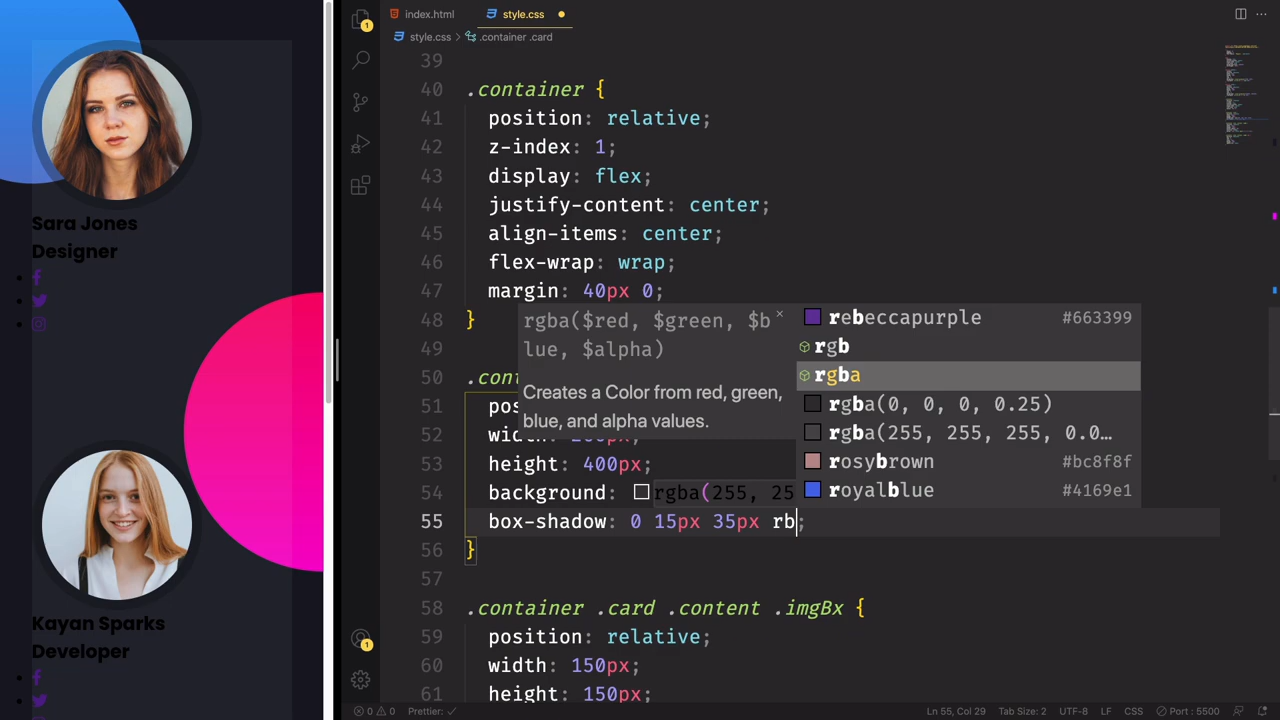 Sara Jones
Designer
Kayan Sparks
Developer
1
1
index.html
style.css
style.css
.container .card
39
40 .container {
41 position: relative;
42 z-index: 1;
43 display: flex;
44 justify-content: center;
45 align-items: center;
46 flex-wrap: wrap;
47 margin: 40px 0;
48 }
49
50 .cont
51 pos
52
53 height: 400px;
54 background: rgba(255, 25
55 box-shadow: 0 15px 35px rb;
56 }
57
58 .container .card .content .imgBx {
59 position: relative;
60 width: 150px;
61 height: 150px;
rgba($red, $green, $b
lue, $alpha)
Creates a Color from red, green,
blue, and alpha values.
rebeccapurple #663399
rgb
rgba
rgba(0, 0, 0, 0.25)
rgba(255, 255, 255, 0.0…
rosybrown #bc8f8f
royalblue #4169e1
0 0 Prettier: Ln 55, Col 29 Tab Size: 2 UTF-8 LF CSS Port : 5500